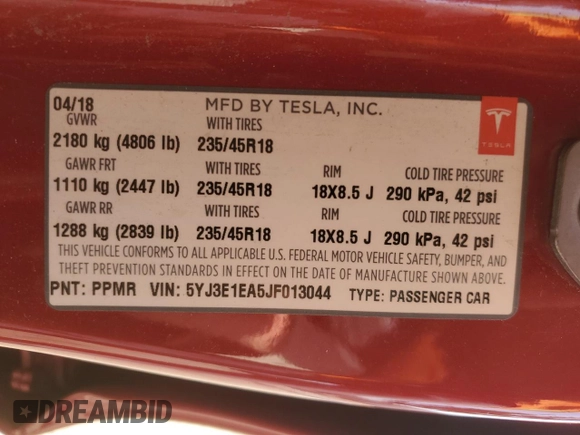 04/18 MFD BY TESLA, INC.
GVWR WITH TIRES
2180 kg (4806 lb) 235/45R18
TESLA
GAWR FRT WITH TIRES RIM COLD TIRE PRESSURE
1110 kg (2447 lb) 235/45R18 18X8.5 J 290 kPa, 42 psi
GAWR RR WITH TIRES RIM COLD TIRE PRESSURE
1288 kg (2839 lb) 235/45R18 18X8.5 J 290 kPa, 42 psi
THIS VEHICLE CONFORMS TO ALL APPLICABLE U.S. FEDERAL MOTOR VEHICLE SAFETY, BUMPER, AND
THEFT PREVENTION STANDARDS IN EFFECT ON THE DATE OF MANUFACTURE SHOWN ABOVE.
PNT: PPMR VIN: 5YJ3E1EA5JF013044 TYPE: PASSENGER CAR
DREAMBID